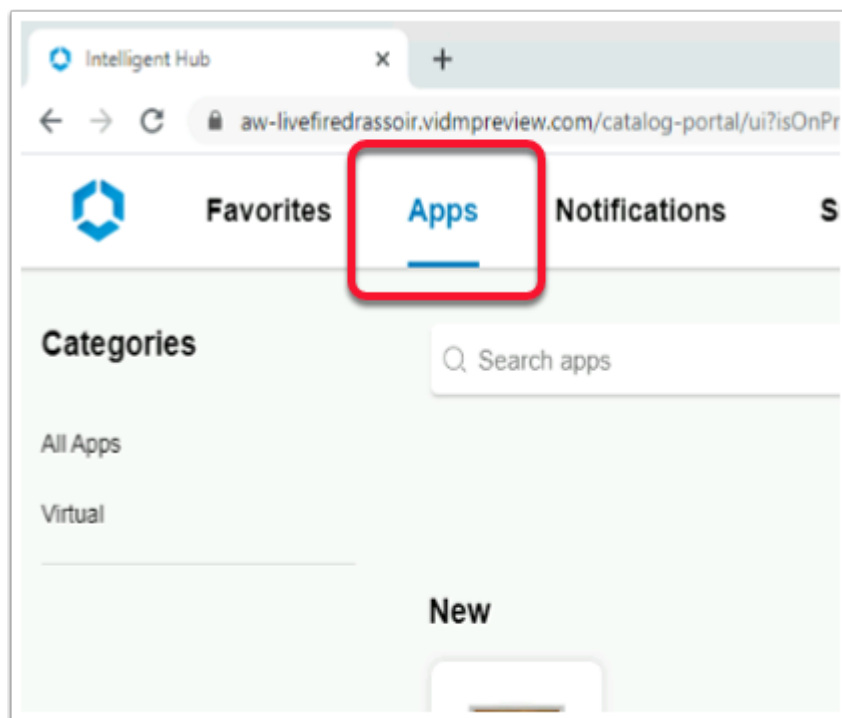 Intelligent Hub
aw-livefiredrassoir.vidmpreview.com/catalog-portal/ui?isOnPr
Favorites Apps Notifications S
Categories
Search apps
All Apps
Virtual
New